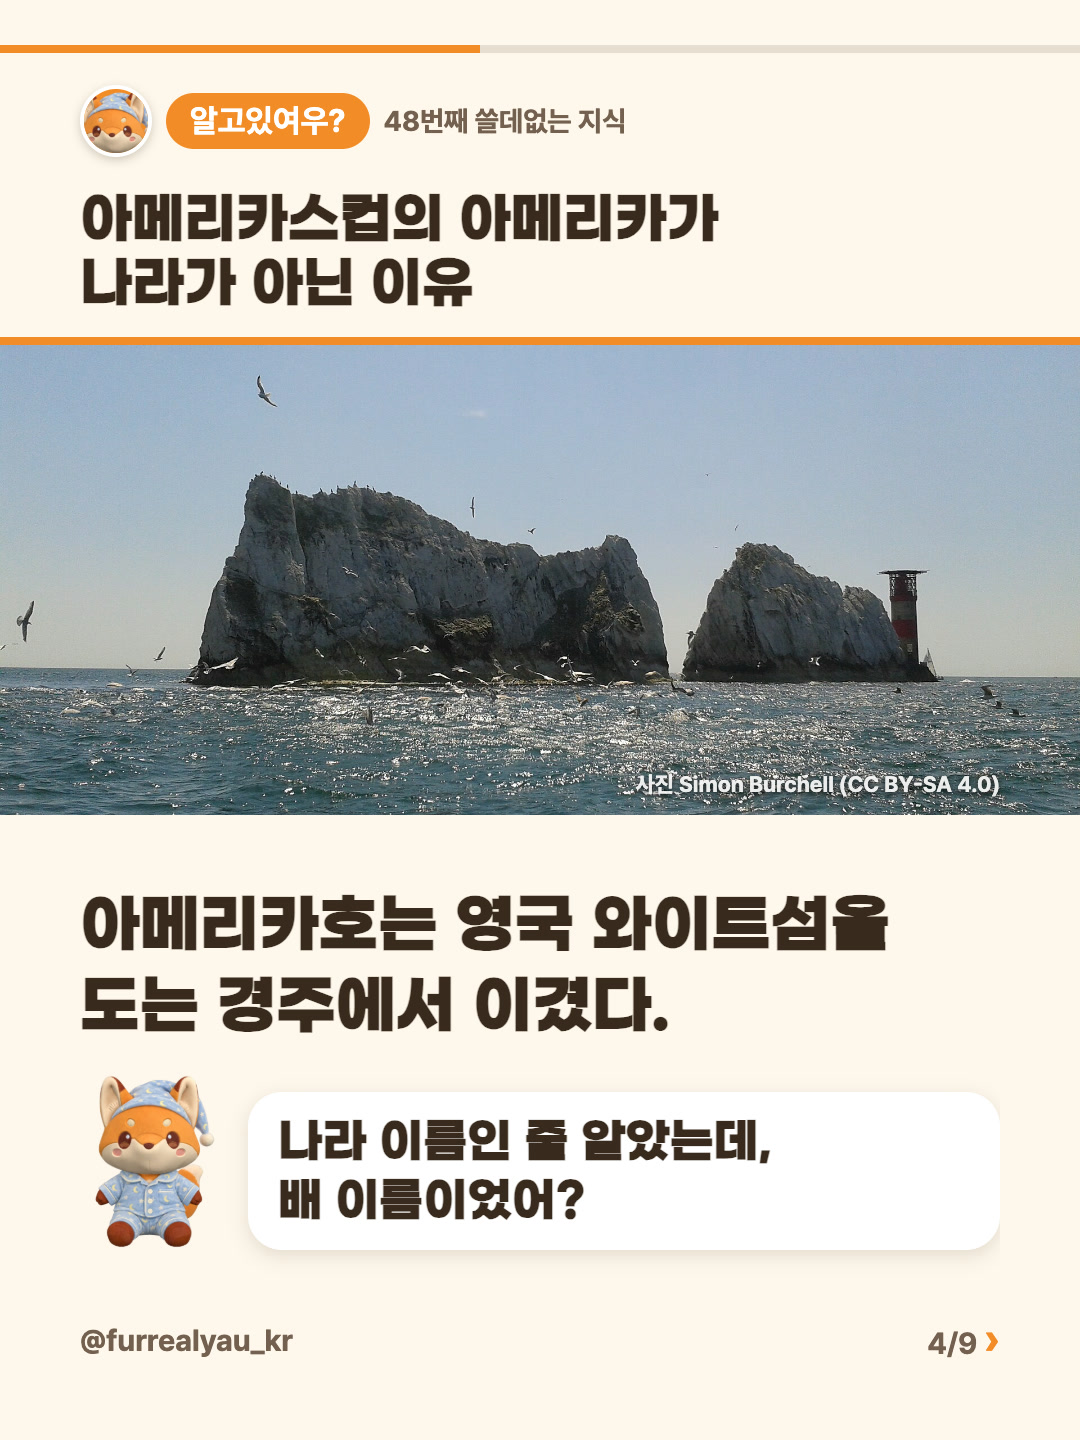 알고있여우?
48번째 쓸데없는 지식
아메리카스컵의 아메리카가
나라가 아닌 이유
사진 Simon Burchell (CC BY-SA 4.0)
아메리카호는 영국 와이트섬을
도는 경주에서 이겼다.
나라 이름인 줄 알았는데,
배 이름이었어?
@furrealyau_kr
4/9 ›